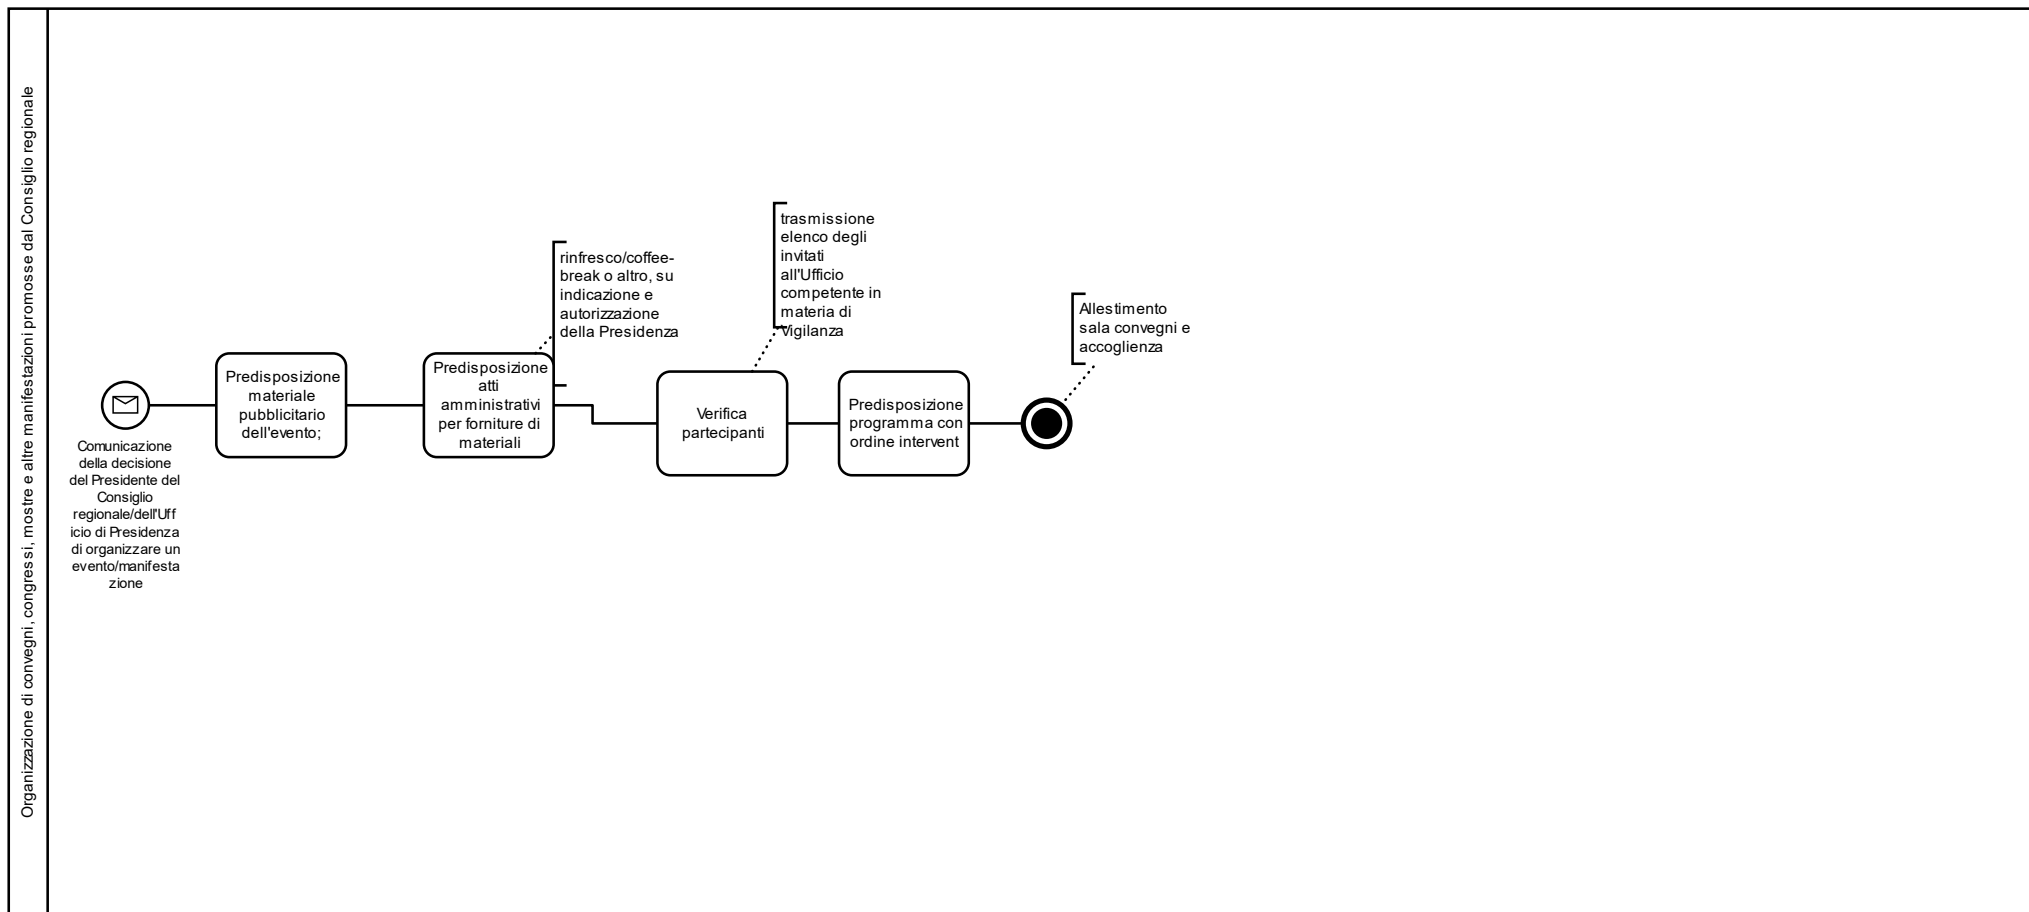 Organizzazione di convegni, congressi, mostre e altre manifestazioni promosse dal Consiglio regionale
Comunicazione
della decisione
del Presidente del
Consiglio
regionale/dell'Uff
icio di Presidenza
di organizzare un
evento/manifesta
zione
Predisposizione
materiale
pubblicitario
dell'evento;
Predisposizione
atti
amministrativi
per forniture di
materiali
rinfresco/coffee-
break o altro, su
indicazione e
autorizzazione
della Presidenza
Verifica
partecipanti
trasmissione
elenco degli
invitati
all'Ufficio
competente in
materia di
Vigilanza
Predisposizione
programma con
ordine intervent
Allestimento
sala convegni e
accoglienza